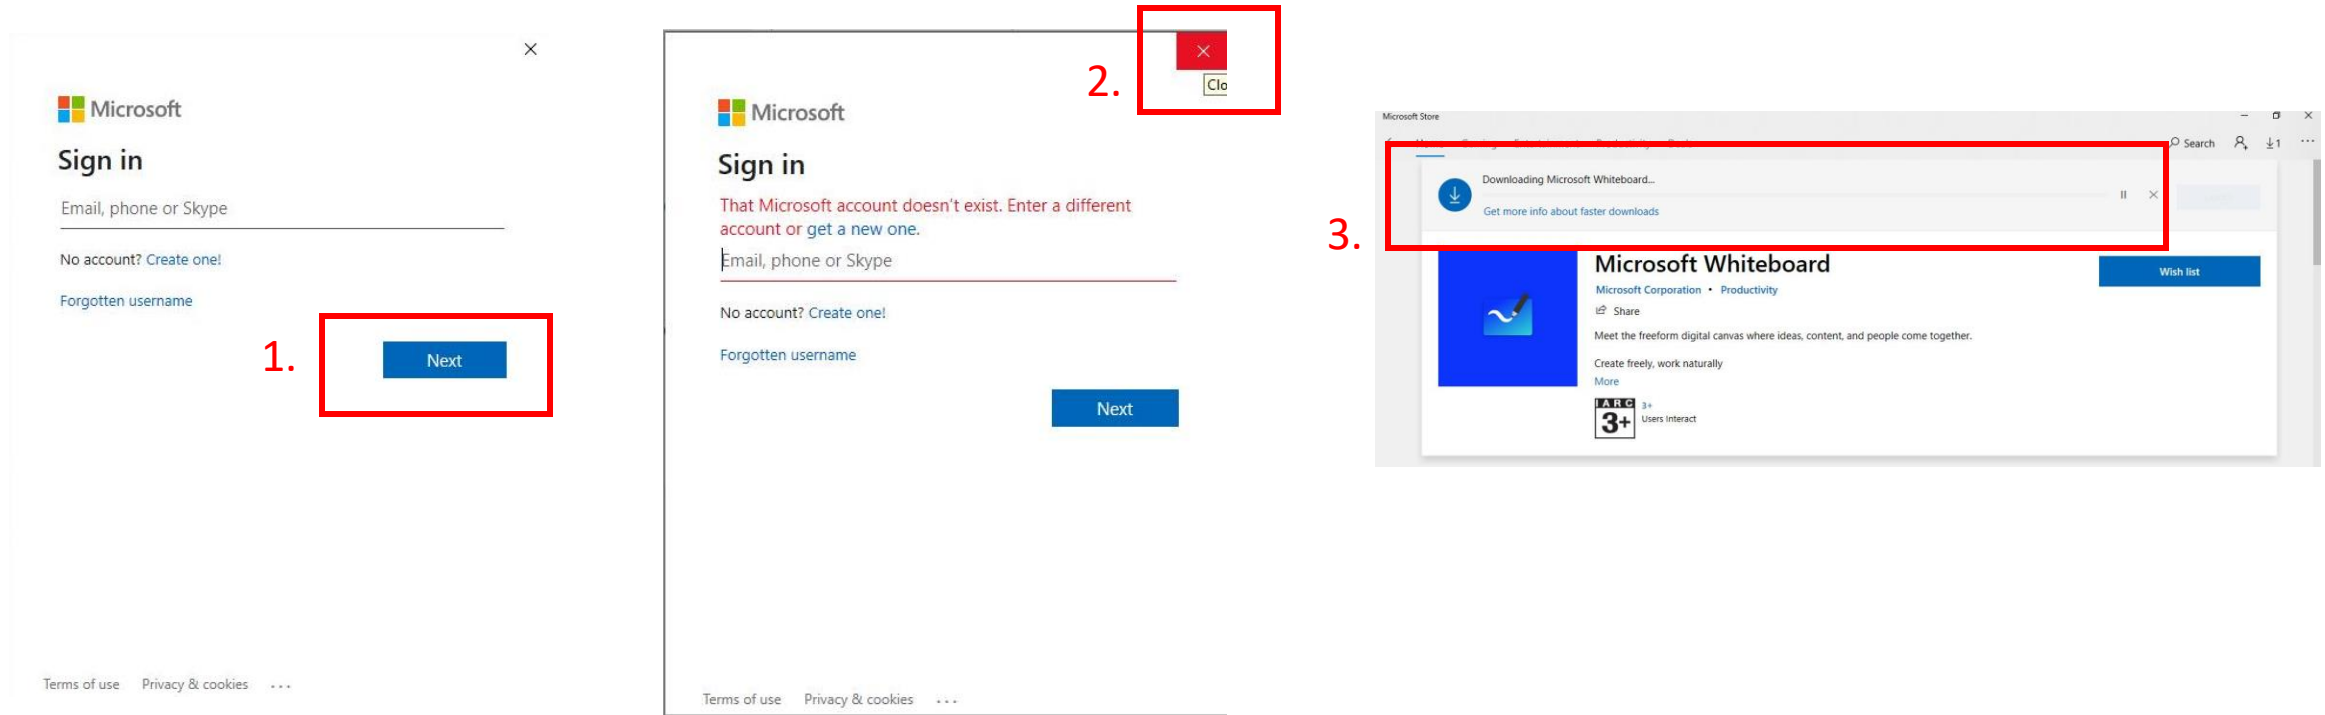 Microsoft
Sign in
Email, phone or Skype
No account? Create one!
Forgotten username
1.
Next
Terms of use Privacy & cookies ...
2.
Clo
Microsoft
Sign in
That Microsoft account doesn't exist. Enter a different
account or get a new one.
Email, phone or Skype
No account? Create one!
Forgotten username
Next
Terms of use Privacy & cookies ...
3.
Microsoft Store
Search
1 ...
Downloading Microsoft Whiteboard...
Get more info about faster downloads
Microsoft Whiteboard
Wish list
Microsoft Corporation • Productivity
Share
Meet the freeform digital canvas where ideas, content, and people come together.
Create freely, work naturally
More
IARC
3+
3+
Users Interact